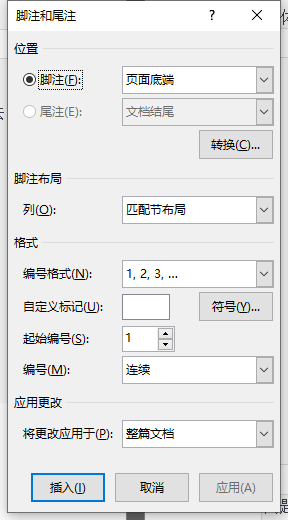 脚注和尾注
位置
脚注(F): 页面底端
尾注(E): 文档结尾
转换(C)...
脚注布局
列(O): 匹配节布局
格式
编号格式(N): 1, 2, 3, ...
自定义标记(U): 符号(Y)...
起始编号(S): 1
编号(M): 连续
应用更改
将更改应用于(P): 整篇文档
插入(I) 取消 应用(A)